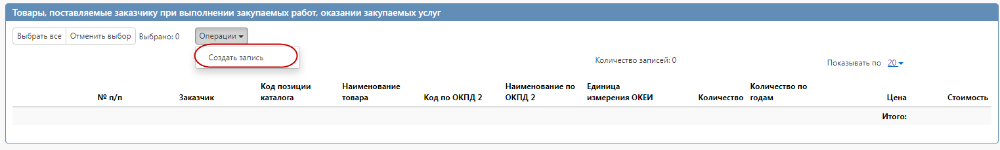 Товары, поставляемые заказчику при выполнении закупаемых работ, оказании закупаемых услуг
Выбрать все Отменить выбор Выбрано: 0 Операции
Создать запись
Количество записей: 0 Показывать по 20
№ п/п Заказчик Код позиции каталога Наименование товара Код по ОКПД 2 Наименование по ОКПД 2 Единица измерения ОКЕИ Количество Количество по годам Цена Стоимость
Итого: